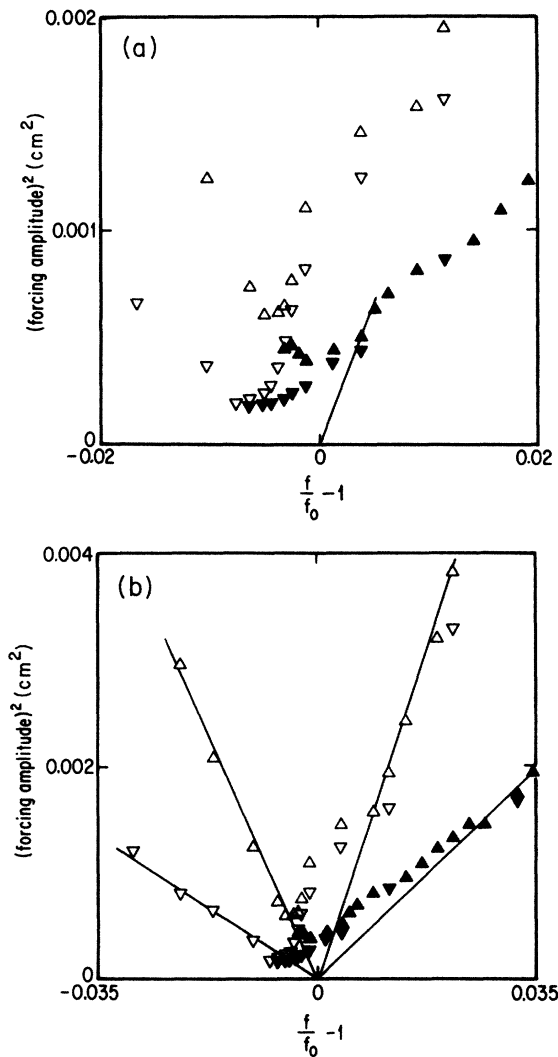 (a)
(forcing amplitude)² (cm²)
0.002
0.001
0
-0.02
0
0.02
f/f₀ -1
(b)
(forcing amplitude)² (cm²)
0.004
0.002
0
-0.035
0
0.035
f/f₀ -1